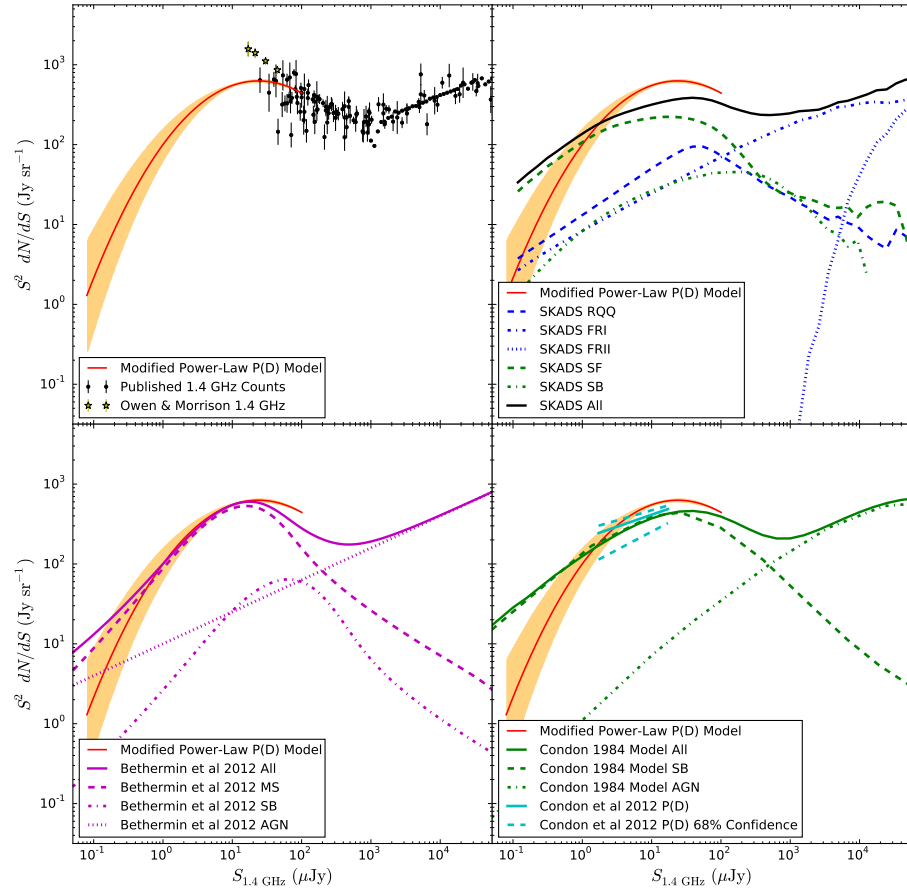 10³
10²
10¹
10⁰
10⁻¹
S² dN/dS (Jy sr⁻¹)
Modified Power-Law P(D) Model
Published 1.4 GHz Counts
Owen & Morrison 1.4 GHz
Modified Power-Law P(D) Model
SKADS RQQ
SKADS FRI
SKADS FRII
SKADS SF
SKADS SB
SKADS All
10³
10²
10¹
10⁰
10⁻¹
S² dN/dS (Jy sr⁻¹)
Modified Power-Law P(D) Model
Bethermin et al 2012 All
Bethermin et al 2012 MS
Bethermin et al 2012 SB
Bethermin et al 2012 AGN
10⁻¹ 10⁰ 10¹ 10² 10³ 10⁴
S₁.₄ GHz (μJy)
Modified Power-Law P(D) Model
Condon 1984 Model All
Condon 1984 Model SB
Condon 1984 Model AGN
Condon et al 2012 P(D)
Condon et al 2012 P(D) 68% Confidence
10⁻¹ 10⁰ 10¹ 10² 10³ 10⁴
S₁.₄ GHz (μJy)